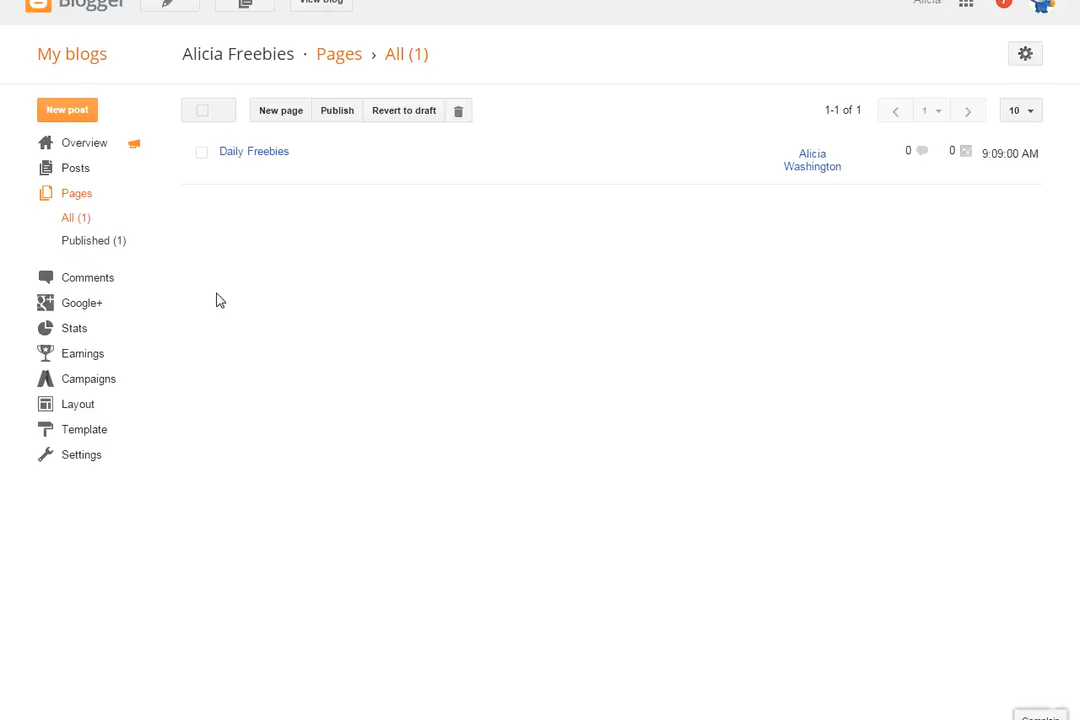 Blogger
View blog
Alicia
My blogs
Alicia Freebies · Pages › All (1)
New post
New page
Publish
Revert to draft
1-1 of 1
1
10
Overview
Daily Freebies
Alicia
Washington
0
0
9:09:00 AM
Posts
Pages
All (1)
Published (1)
Comments
Google+
Stats
Earnings
Campaigns
Layout
Template
Settings